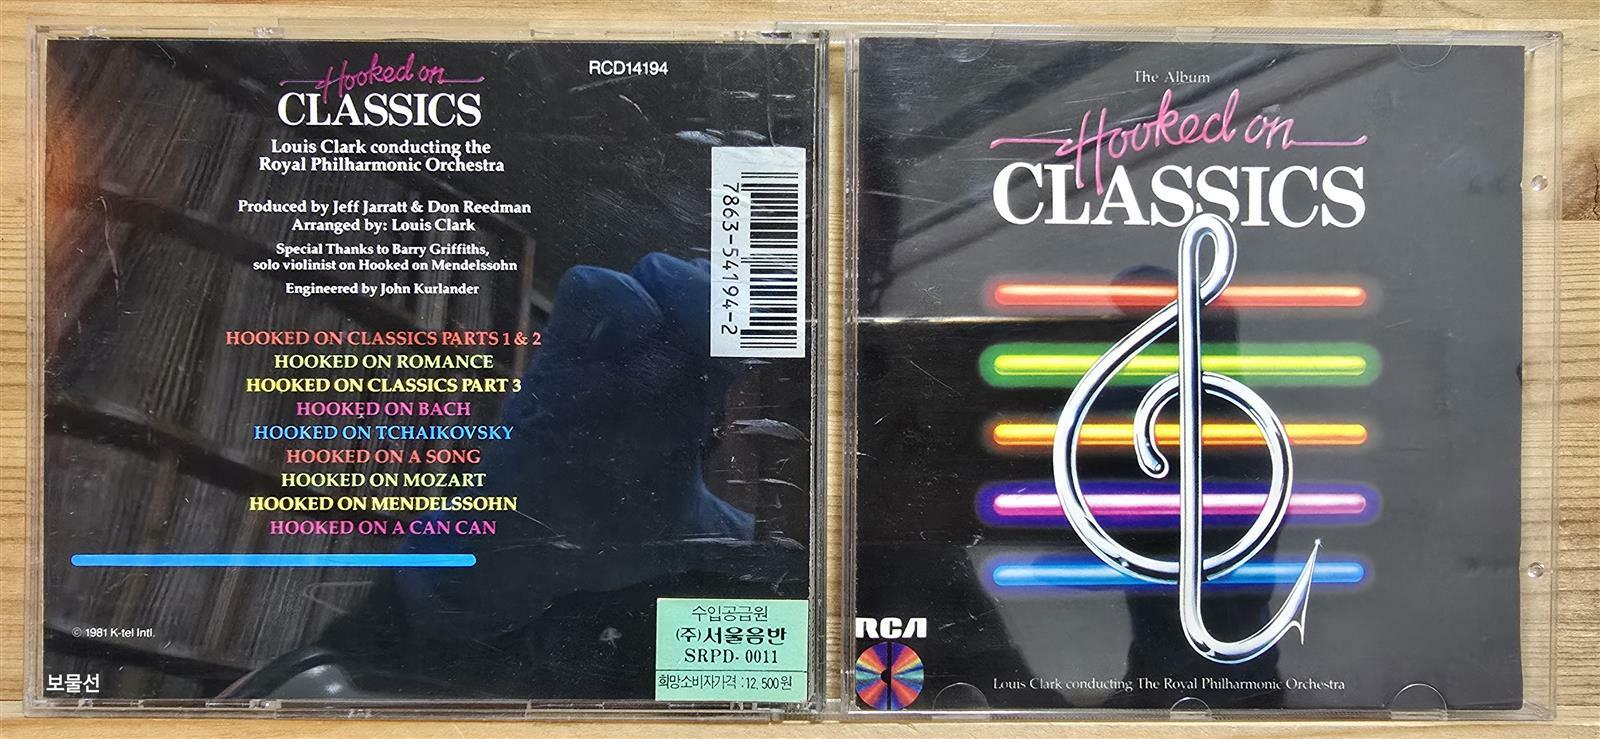 Hooked on
CLASSICS
RCD14194
Louis Clark conducting the
Royal Philharmonic Orchestra
Produced by Jeff Jarratt & Don Reedman
Arranged by: Louis Clark
Special Thanks to Barry Griffiths,
solo violinist on Hooked on Mendelssohn
Engineered by John Kurlander
7863-54194-2
HOOKED ON CLASSICS PARTS 1 & 2
HOOKED ON ROMANCE
HOOKED ON CLASSICS PART 3
HOOKED ON BACH
HOOKED ON TCHAIKOVSKY
HOOKED ON A SONG
HOOKED ON MOZART
HOOKED ON MENDELSSOHN
HOOKED ON A CAN CAN
© 1981 K-tel Intl.
수입공급원
(주)서울음반
SRPD-0011
희망소비자가격:12,500원
보물선
The Album
Hooked on
CLASSICS
RCA
Louis Clark conducting The Royal Philharmonic Orchestra